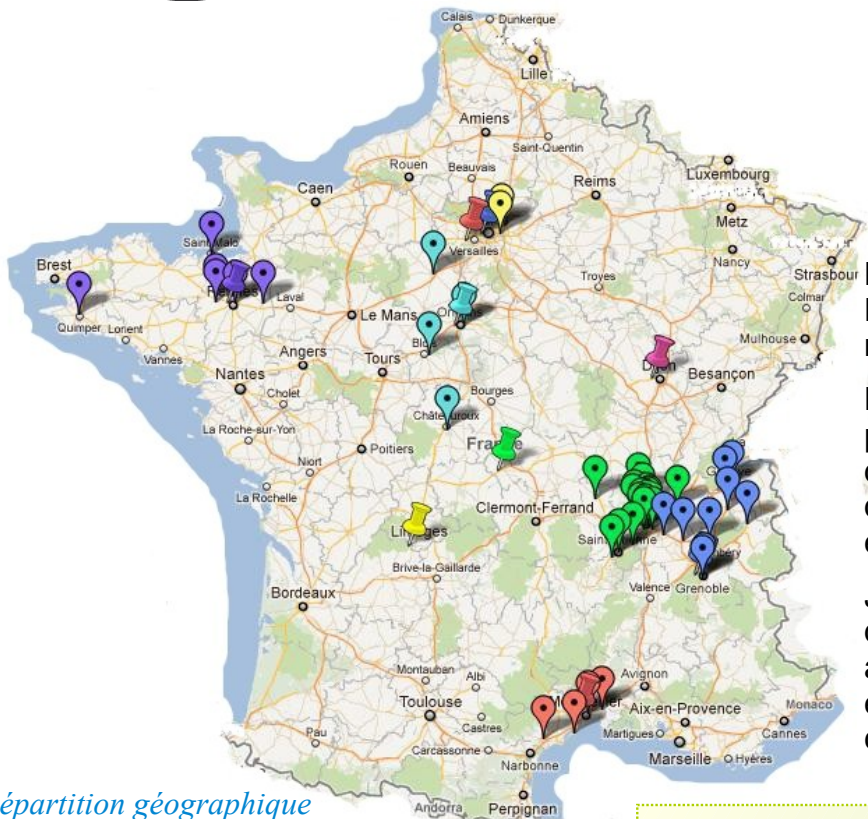 Calais
Dunkerque
Lille
Amiens
Saint-Quentin
Rouen
Beauvais
Luxembourg
Reims
Caen
Metz
Versailles
Saint-Malo
Nancy
Strasbour
Brest
Troyes
Colmar
Laval
Quimper
Lorient
Le Mans
Mulhouse
Vannes
Angers
Blois
Tours
Besançon
Nantes
Cholet
Bourges
La Roche-sur-Yon
Poitiers
Niort
La Rochelle
Clermont-Ferrand
Brive-la-Gaillarde
Bordeaux
Valence
Grenoble
Montauban
Albi
Avignon
Toulouse
Castres
Aix-en-Provence
Monaco
Pau
Martigues
Cannes
Carcassonne
Marseille
Hyères
Narbonne
Andorra
Perpignan
épartition géographique